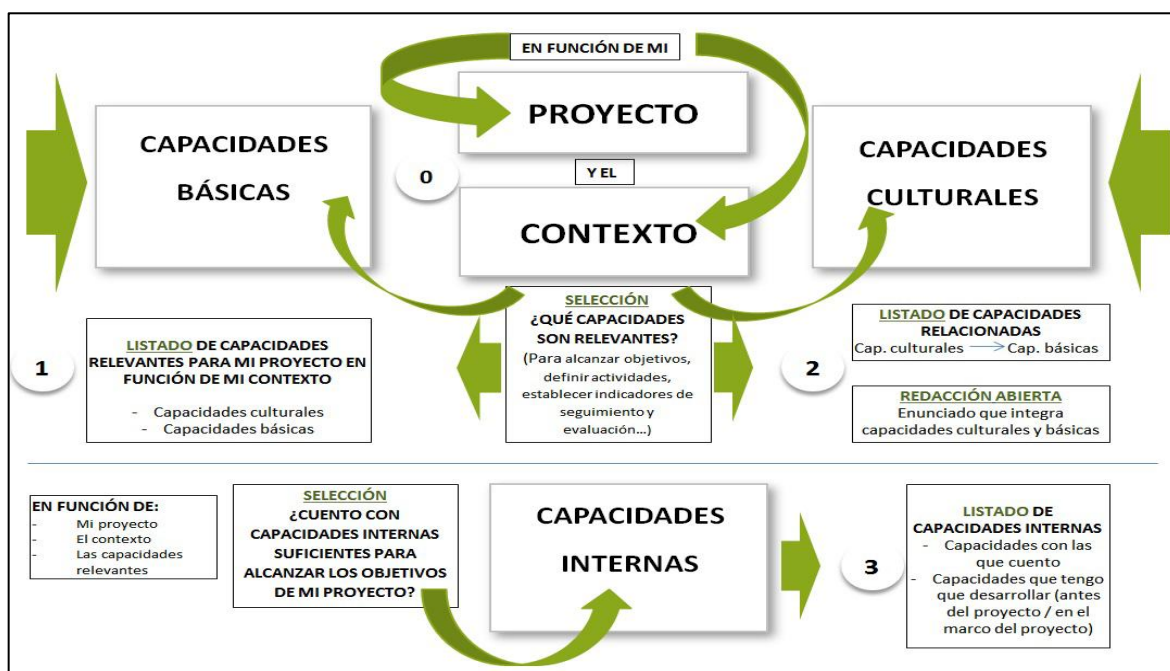 EN FUNCIÓN DE MI
PROYECTO
Y EL
CONTEXTO
0
CAPACIDADES
BÁSICAS
CAPACIDADES
CULTURALES
1
LISTADO DE CAPACIDADES
RELEVANTES PARA MI PROYECTO EN
FUNCIÓN DE MI CONTEXTO
- Capacidades culturales
- Capacidades básicas
SELECCIÓN
¿QUÉ CAPACIDADES
SON RELEVANTES?
(Para alcanzar objetivos,
definir actividades,
establecer indicadores de
seguimiento y
evaluación...)
2
LISTADO DE CAPACIDADES
RELACIONADAS
Cap. culturales → Cap. básicas
REDACCIÓN ABIERTA
Enunciado que integra
capacidades culturales y básicas
EN FUNCIÓN DE:
- Mi proyecto
- El contexto
- Las capacidades
relevantes
SELECCIÓN
¿CUENTO CON
CAPACIDADES INTERNAS
SUFICIENTES PARA
ALCANZAR LOS OBJETIVOS
DE MI PROYECTO?
CAPACIDADES
INTERNAS
3
LISTADO DE
CAPACIDADES INTERNAS
- Capacidades con las
que cuento
- Capacidades que tengo
que desarrollar (antes
del proyecto / en el
marco del proyecto)